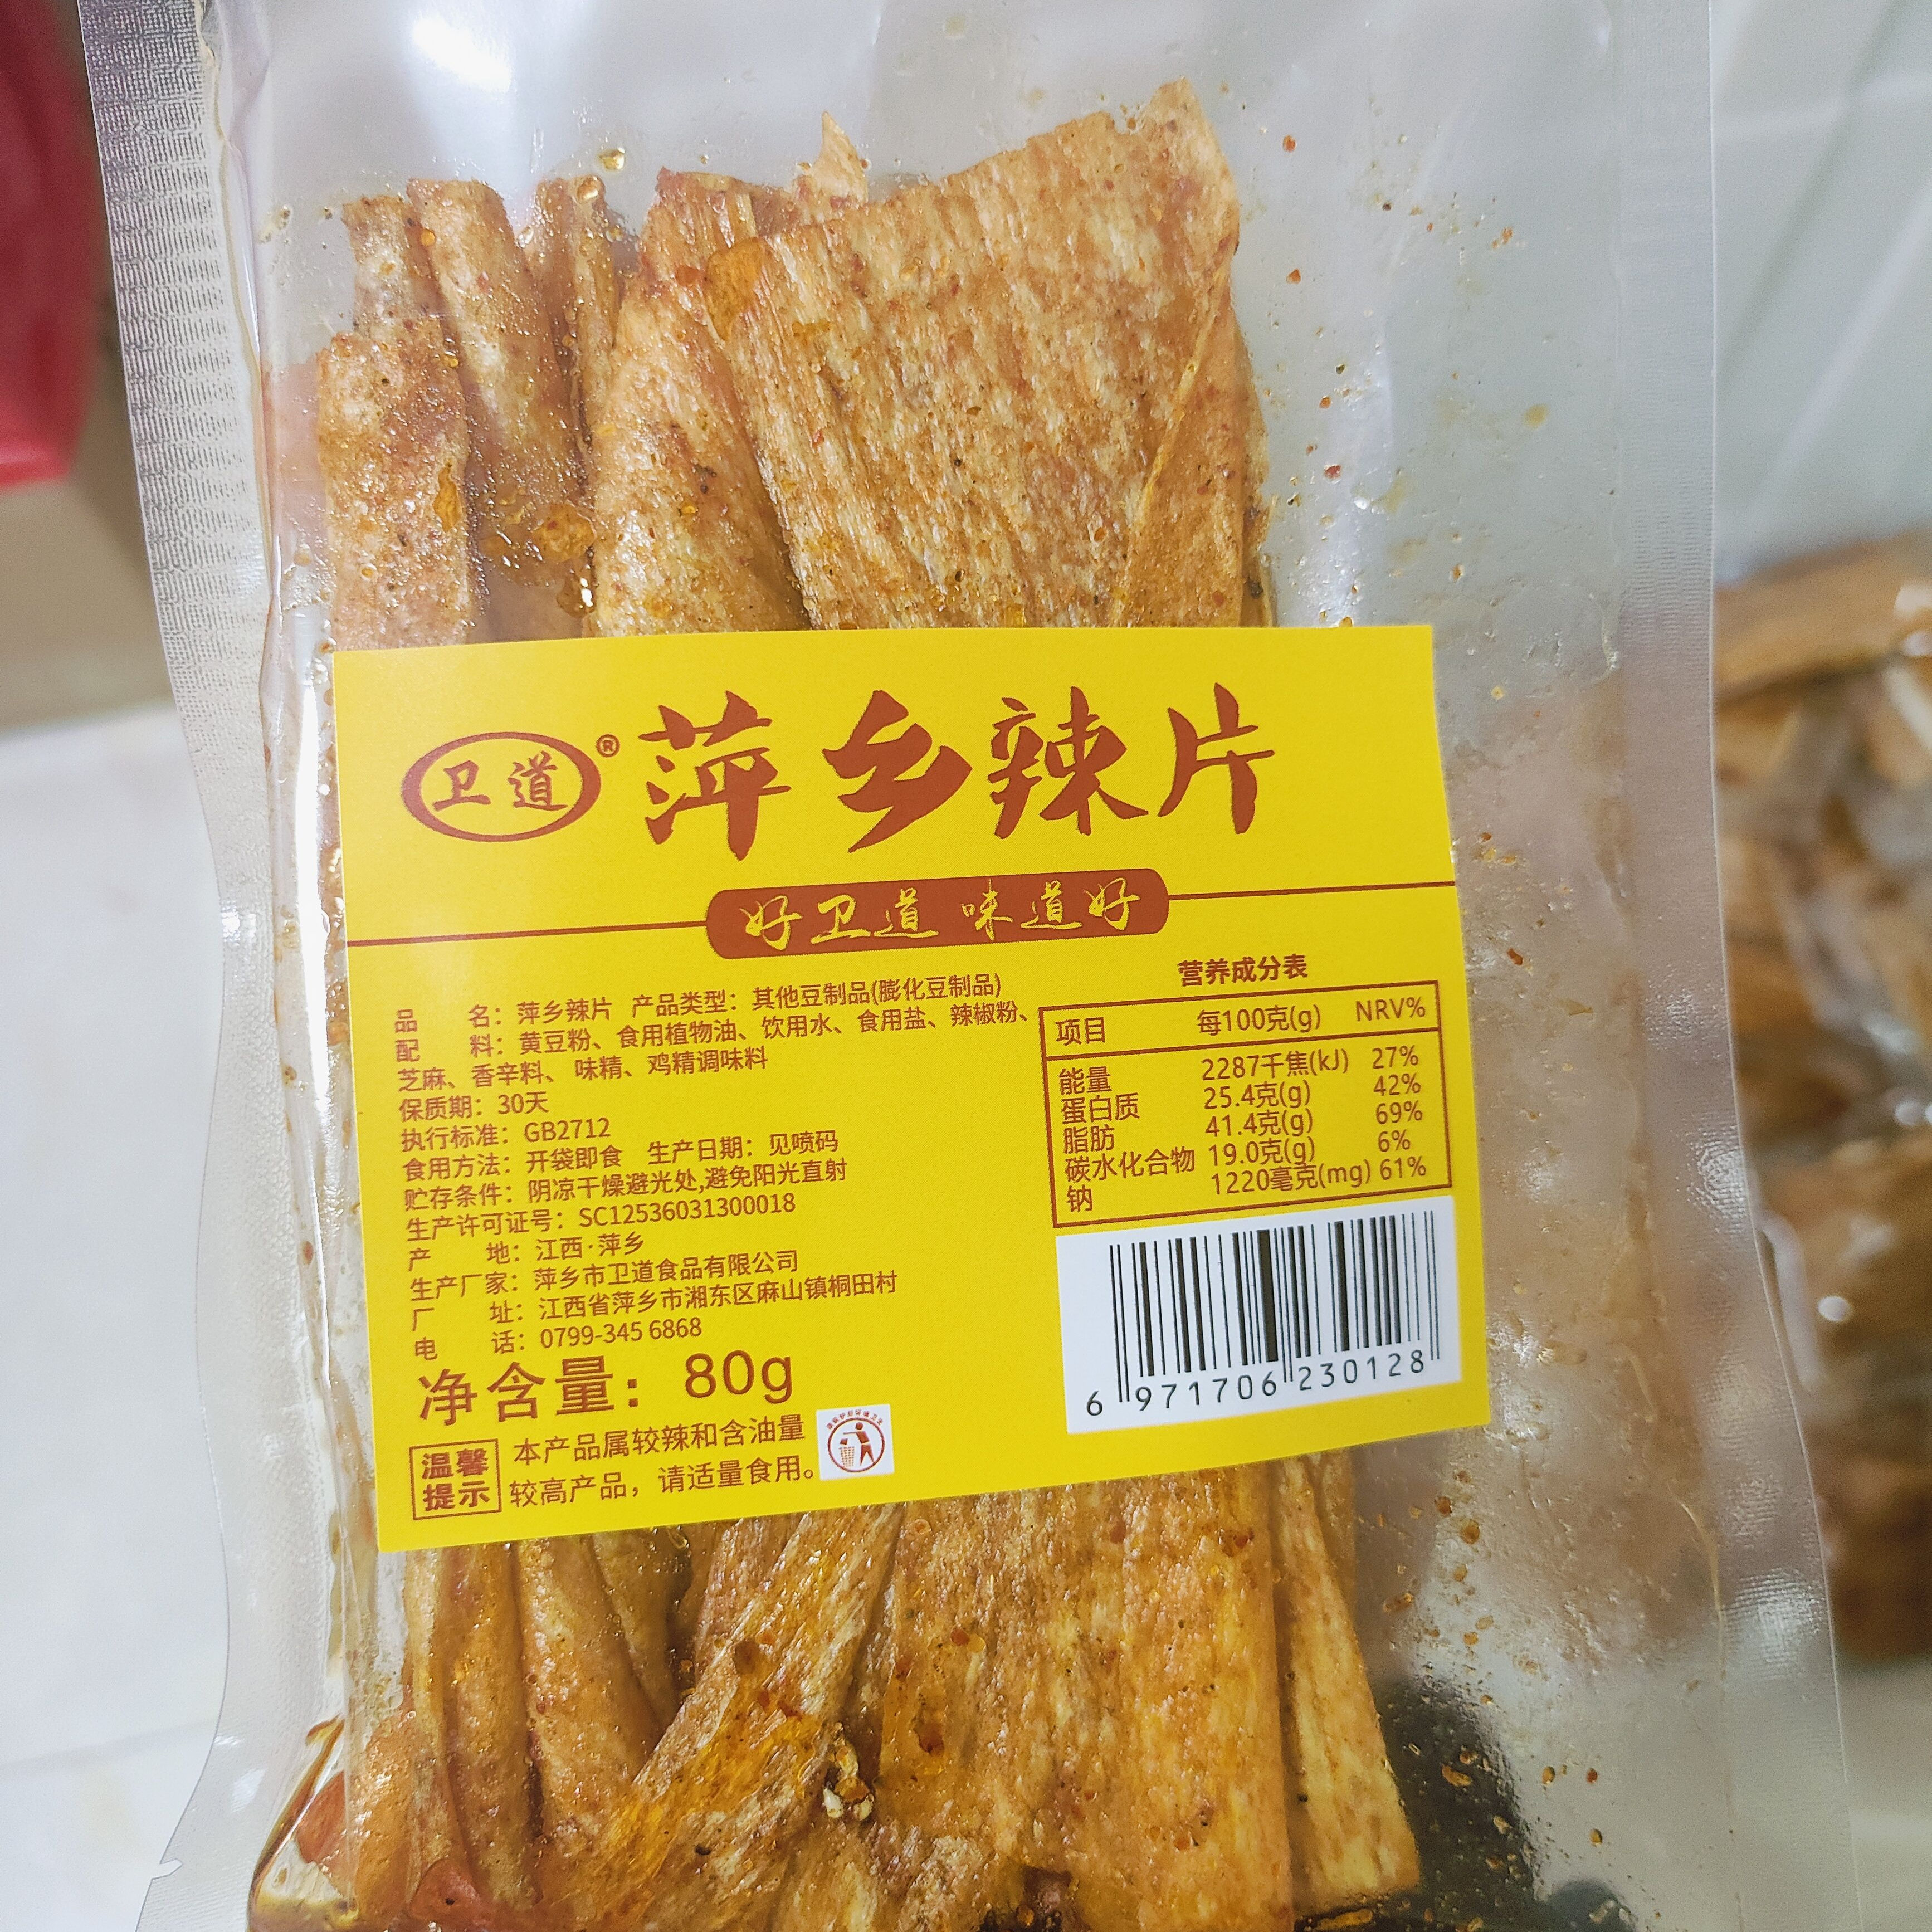 卫道® 萍乡辣片
好卫道 味道好
品 名：萍乡辣片 产品类型：其他豆制品(膨化豆制品)
配 料：黄豆粉、食用植物油、饮用水、食用盐、辣椒粉、
芝麻、香辛料、味精、鸡精调味料
保质期：30天
执行标准：GB2712
食用方法：开袋即食 生产日期：见喷码
贮存条件：阴凉干燥避光处,避免阳光直射
生产许可证号：SC12536031300018
产 地：江西·萍乡
生产厂家：萍乡市卫道食品有限公司
厂 址：江西省萍乡市湘东区麻山镇桐田村
电 话：0799-345 6868
净含量：80g
温馨
提示
本产品属较辣和含油量
较高产品，请适量食用。
营养成分表
项目 每100克(g) NRV%
能量 2287千焦(kJ) 27%
蛋白质 25.4克(g) 42%
脂肪 41.4克(g) 69%
碳水化合物 19.0克(g) 6%
钠 1220毫克(mg) 61%
6 971706 230128